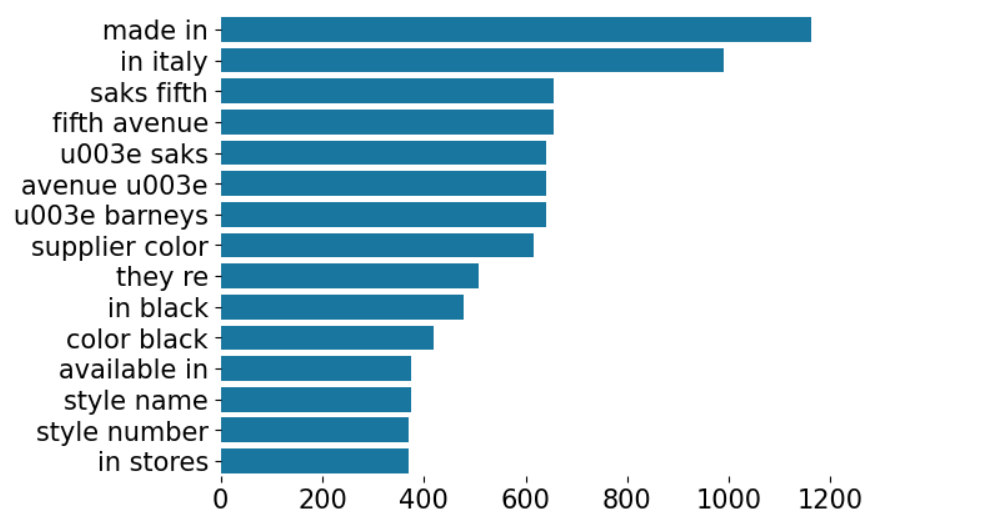 made in
in italy
saks fifth
fifth avenue
u003e saks
avenue u003e
u003e barneys
supplier color
they re
in black
color black
available in
style name
style number
in stores
0 200 400 600 800 1000 1200